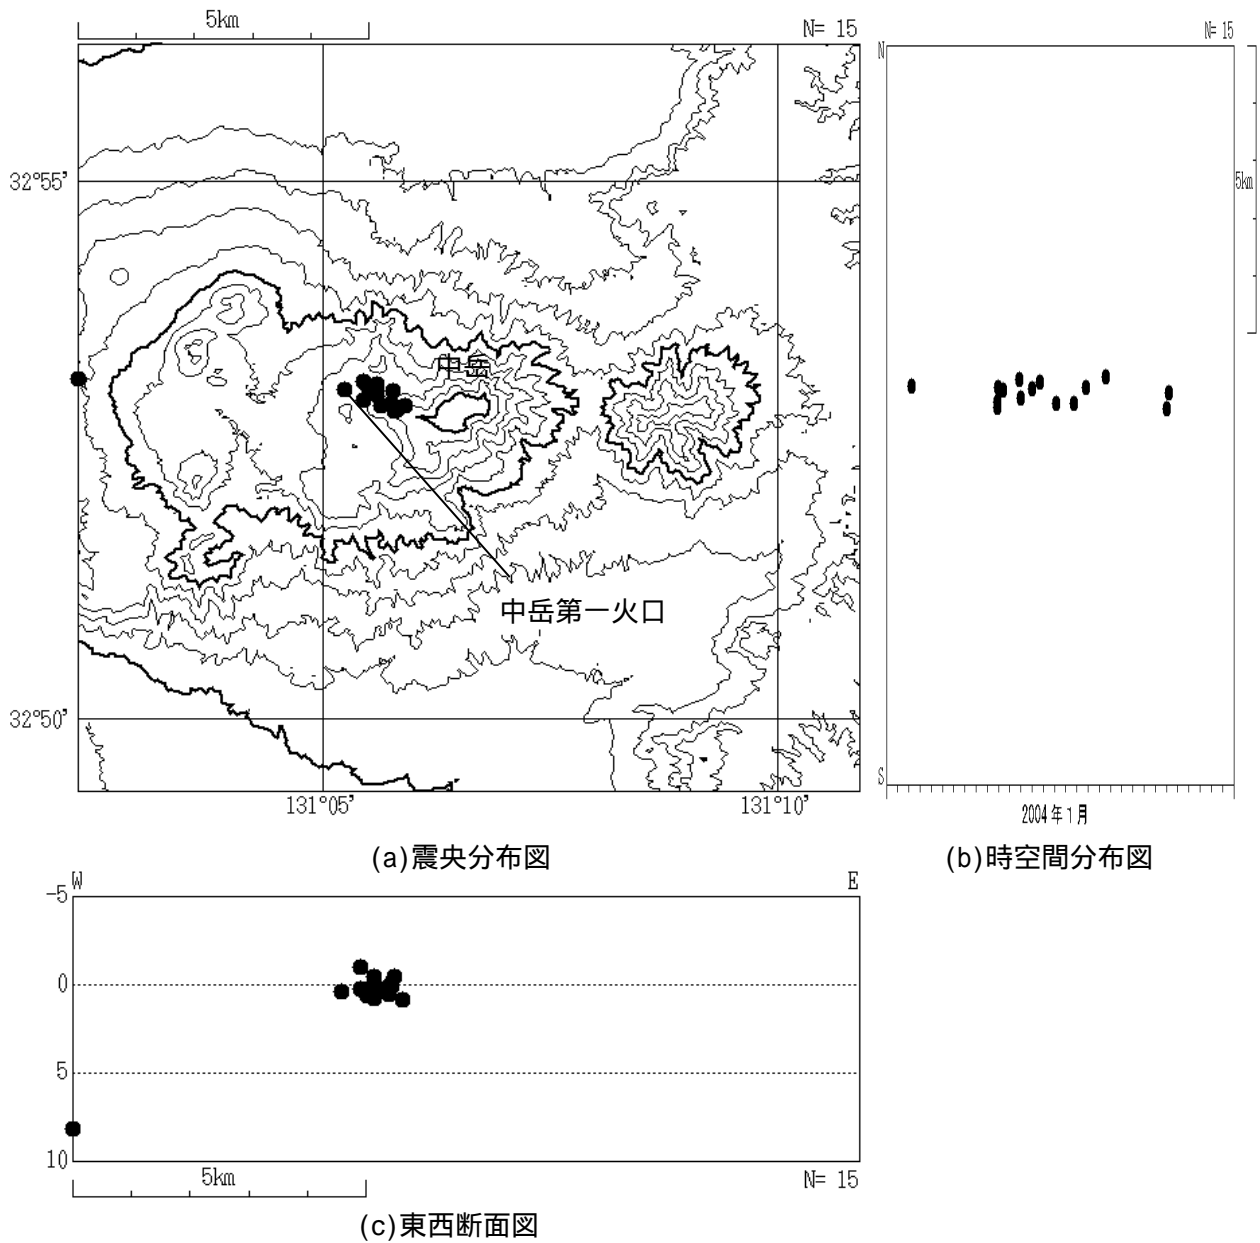 5km
N= 15
32°55'
中岳
中岳第一火口
32°50'
131°05'
131°10'
(a)震央分布図
N= 15
N
5km
S
2004年1月
(b)時空間分布図
W
E
-5
0
5
10
5km
N= 15
(c)東西断面図